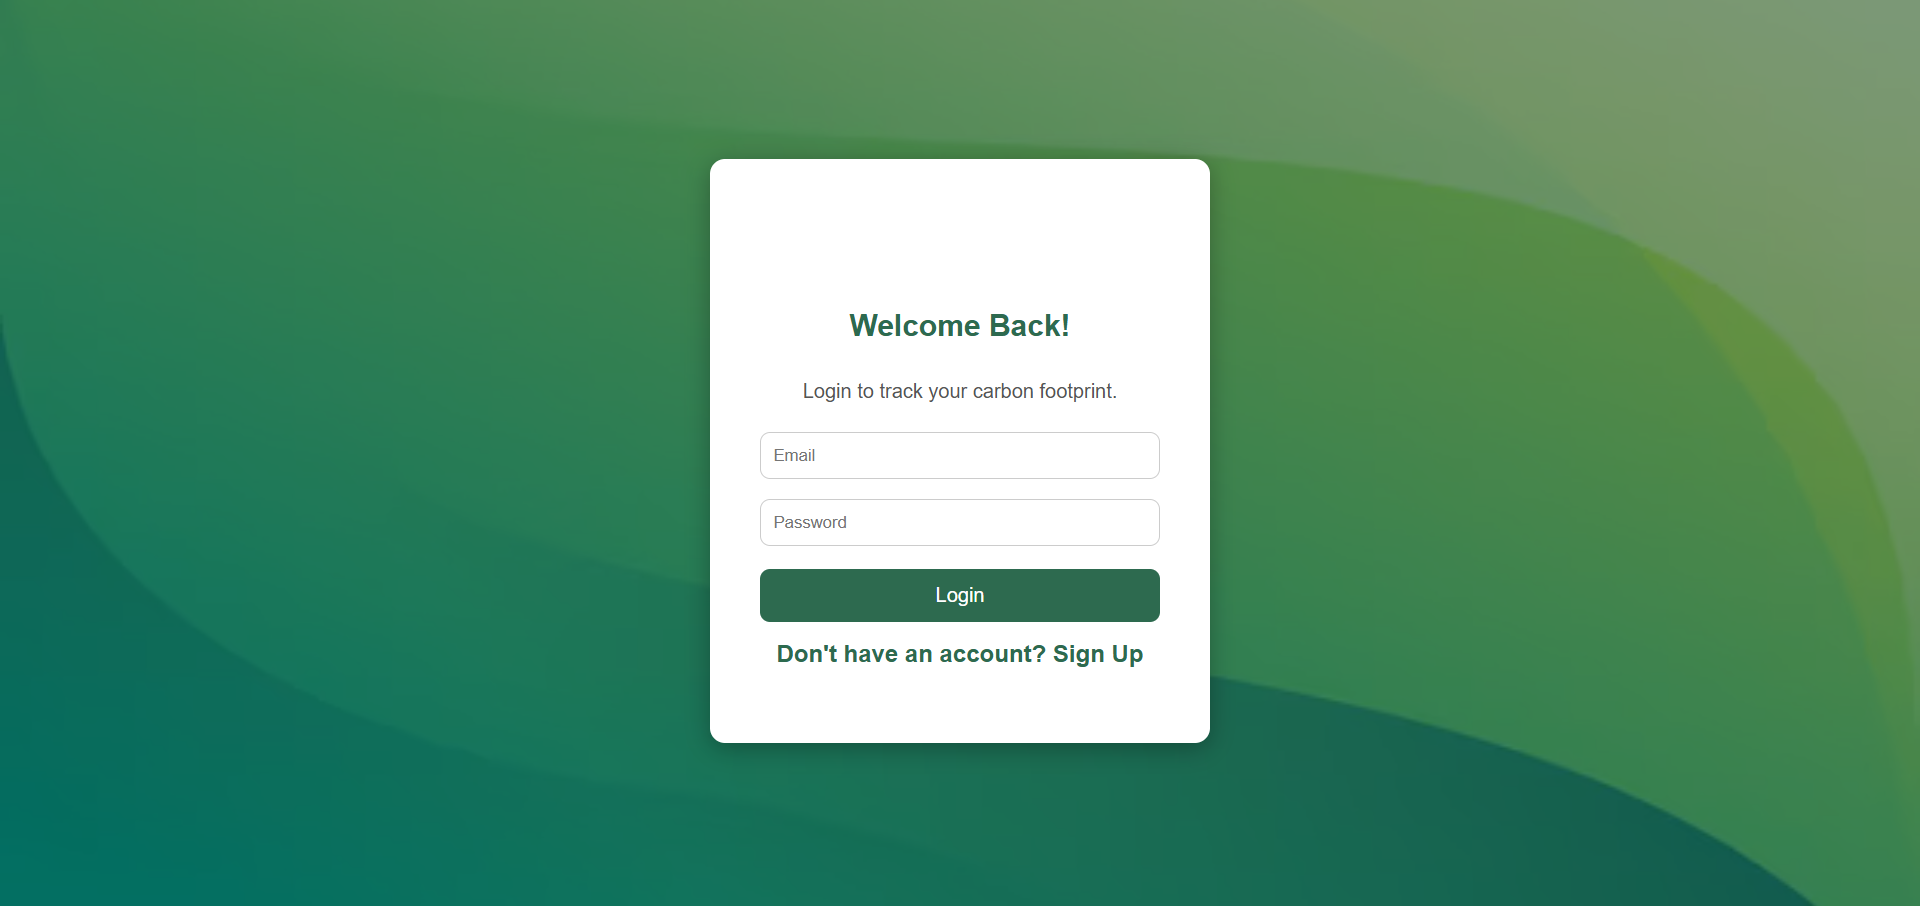 Welcome Back!
Login to track your carbon footprint.
Email
Password
Login
Don't have an account? Sign Up